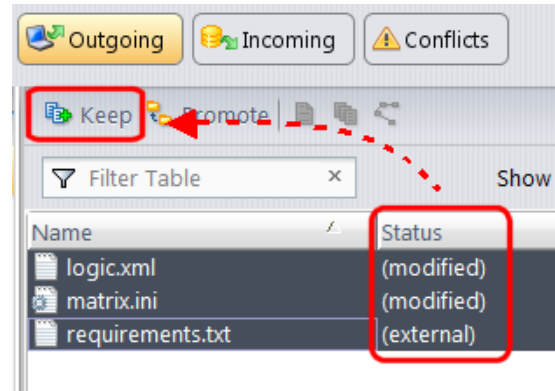 Outgoing Incoming Conflicts
Keep Promote
Filter Table × Show
Name Status
logic.xml (modified)
matrix.ini (modified)
requirements.txt (external)